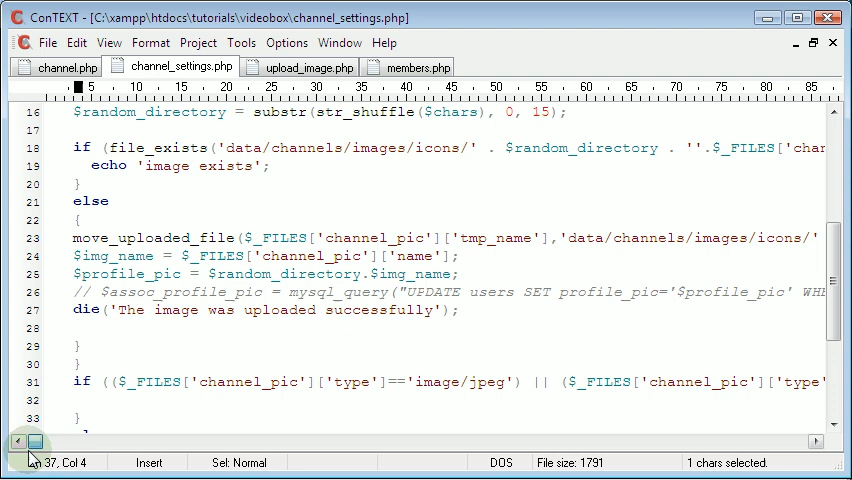 ConTEXT - [C:\xampp\htdocs\tutorials\videobox\channel_settings.php]
File Edit View Format Project Tools Options Window Help
channel.php channel_settings.php upload_image.php members.php
5 10 15 20 25 30 35 40 45 50 55 60 65 70 75 80 85
16 $random_directory = substr(str_shuffle($chars), 0, 15);
17
18 if (file_exists('data/channels/images/icons/' . $random_directory . ''.$_FILES['chan
19 echo 'image exists';
20 }
21 else
22 {
23 move_uploaded_file($_FILES['channel_pic']['tmp_name'],'data/channels/images/icons/'
24 $img_name = $_FILES['channel_pic']['name'];
25 $profile_pic = $random_directory.$img_name;
26 // $assoc_profile_pic = mysql_query("UPDATE users SET profile_pic='$profile_pic' WHE
27 die('The image was uploaded successfully');
28
29 }
30 }
31 if (($_FILES['channel_pic']['type']=='image/jpeg') || ($_FILES['channel_pic']['type'
32
33 }
Ln 37, Col 4 Insert Sel: Normal DOS File size: 1791 1 chars selected.